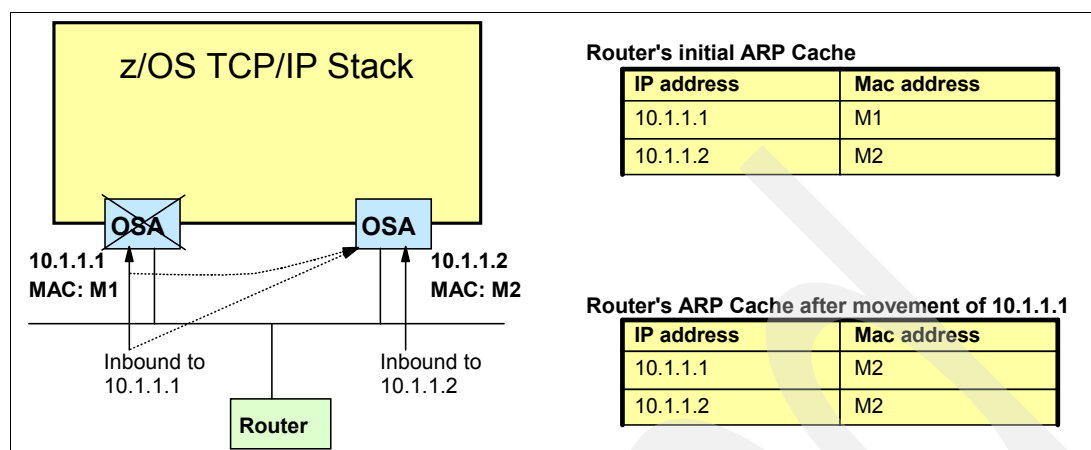 z/OS TCP/IP Stack
OSA
OSA
10.1.1.1
MAC: M1
10.1.1.2
MAC: M2
Inbound to
10.1.1.1
Inbound to
10.1.1.2
Router
Router's initial ARP Cache
IP address Mac address
10.1.1.1 M1
10.1.1.2 M2
Router's ARP Cache after movement of 10.1.1.1
IP address Mac address
10.1.1.1 M2
10.1.1.2 M2